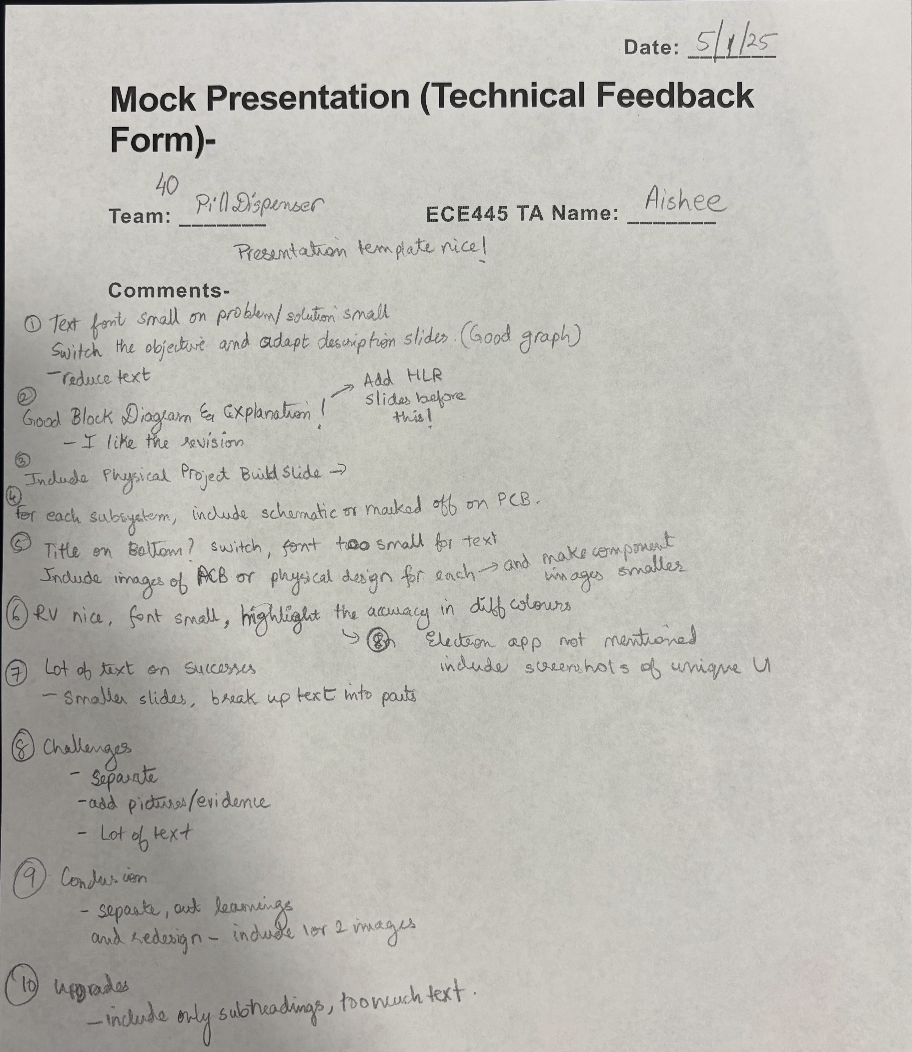 Date: 5/1/25
Mock Presentation (Technical Feedback
Form)-
40
Team: Pill Dispenser
ECE445 TA Name: Aishee
Presentation template nice!
Comments-
① Text font small on problem/solution small
Switch the objective and adapt description slides. (Good graph)
- reduce text
②
Good Block Diagram & Explanation! → Add HLR
slides before
this!
- I like the revision
③
Include Physical Project Build Slide →
④
for each subsystem, include schematic or marked off on PCB.
⑤ Title on Bottom? switch, font too small for text
Include images of PCB or physical design for each → and make component
images smaller
⑥ RV nice, font small, highlight the accuracy in diff colours
↳ Electron app not mentioned
include screenshots of unique UI
⑦ Lot of text on Successes
- Smaller slides, break up text into parts
⑧ Challenges
- Separate
- add pictures/evidence
- Lot of text
⑨ Conclusion
- separate, out learnings
and redesign - include 1 or 2 images
⑩ Upgrades
- include only subheadings, too much text.